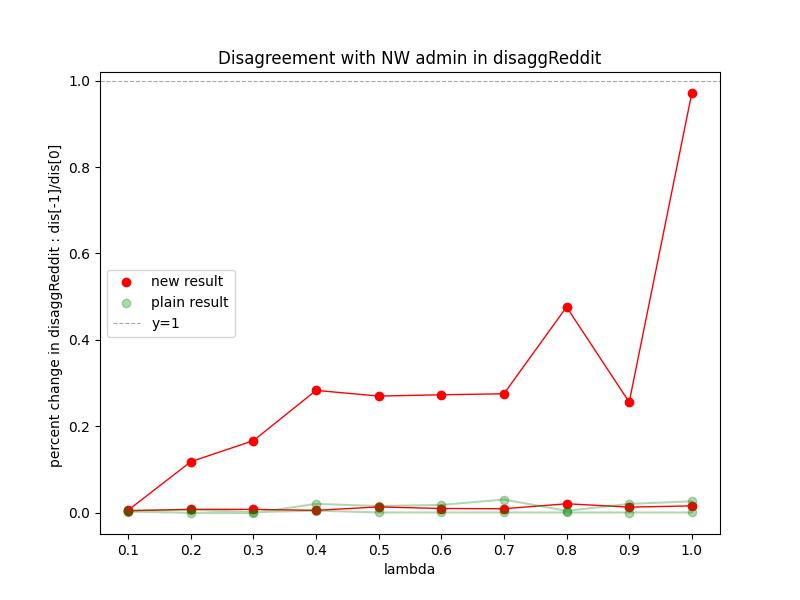 Disagreement with NW admin in disaggReddit
percent change in disaggReddit : dis[-1]/dis[0]
1.0
0.8
0.6
0.4
0.2
0.0
new result
plain result
y=1
0.1 0.2 0.3 0.4 0.5 0.6 0.7 0.8 0.9 1.0
lambda